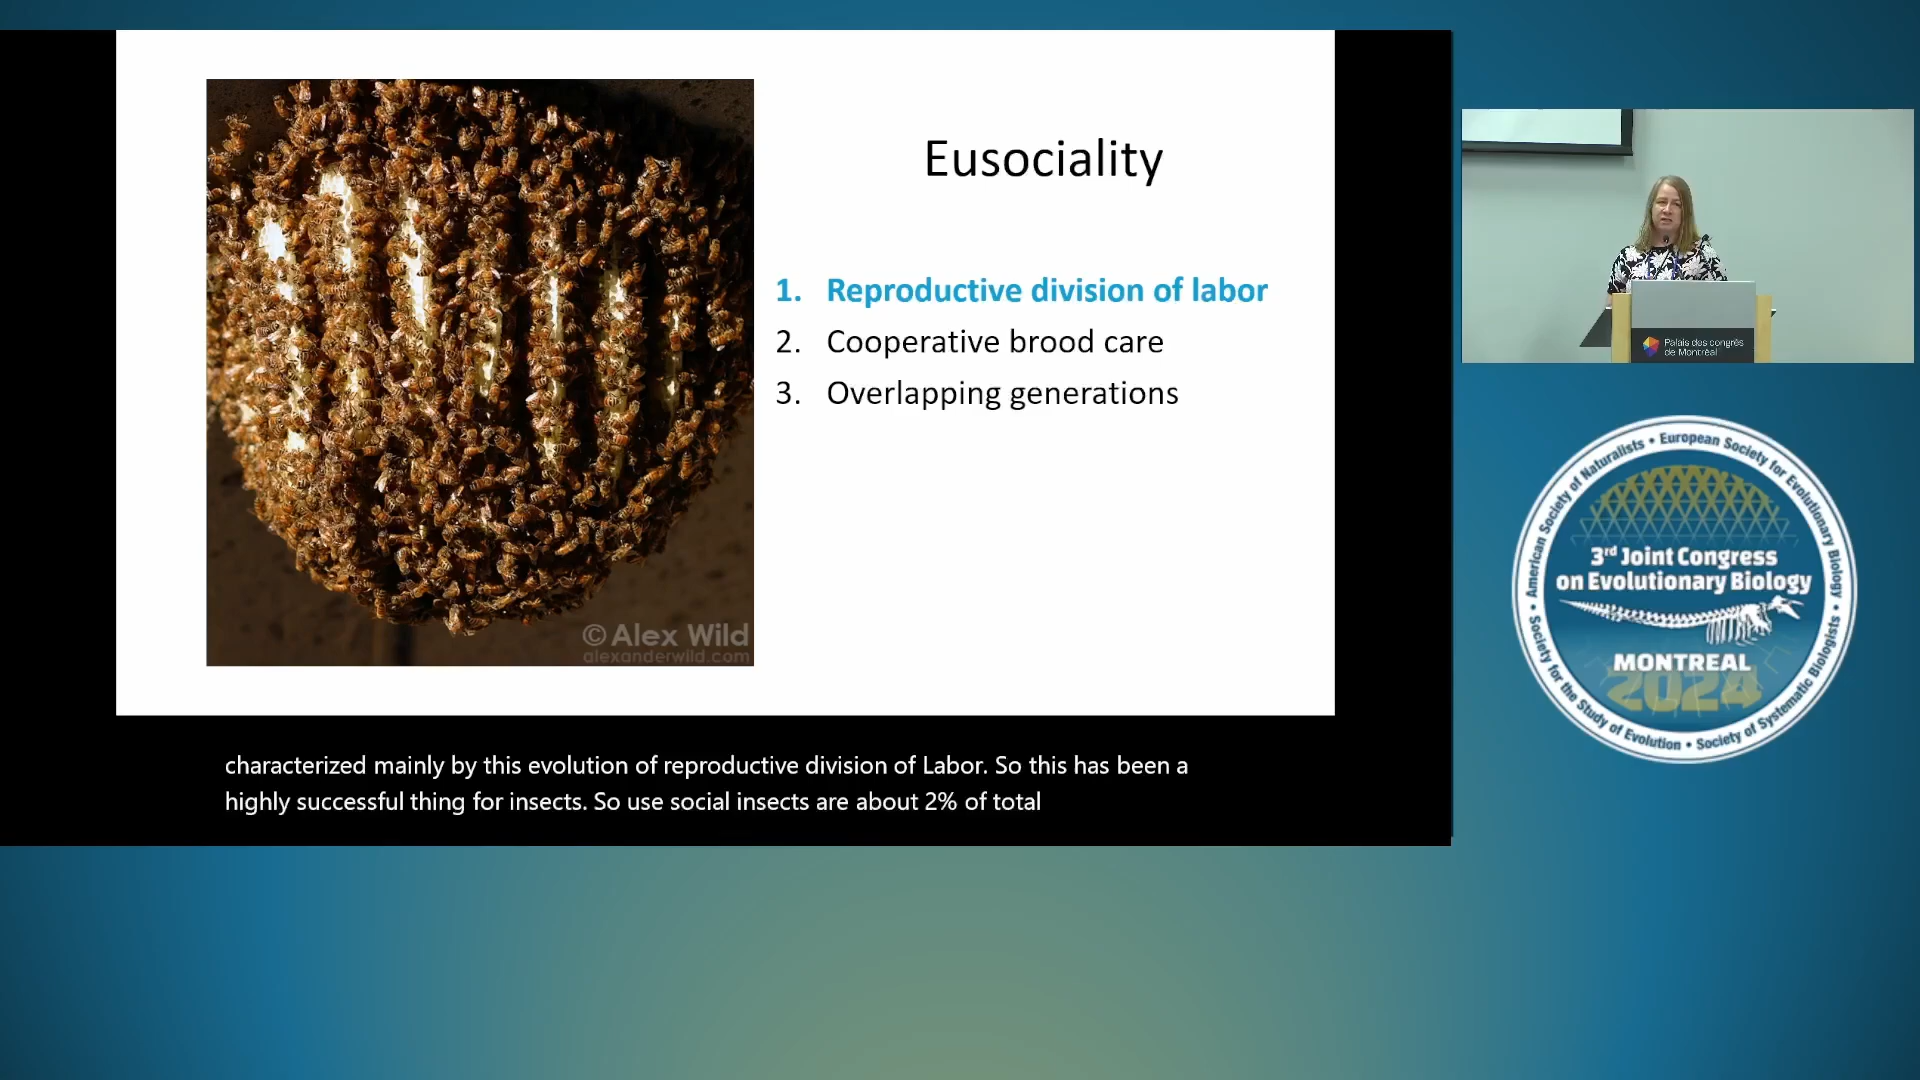 Eusociality
1. Reproductive division of labor
2. Cooperative brood care
3. Overlapping generations
© Alex Wild
alexanderwild.com
characterized mainly by this evolution of reproductive division of Labor. So this has been a
highly successful thing for insects. So use social insects are about 2% of total
Palais des congrès
de Montréal
American Society of Naturalists • European Society for Evolutionary Biology • Society of Systematic Biologists • Society for the Study of Evolution •
3rd Joint Congress
on Evolutionary Biology
MONTREAL
2024